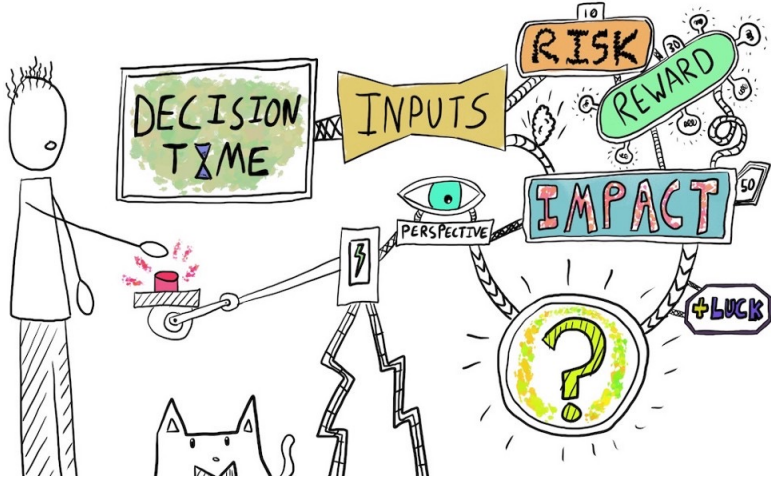 DECISION
TIME
INPUTS
10
RISK
30
REWARD
IMPACT
50
PERSPECTIVE
+LUCK
?